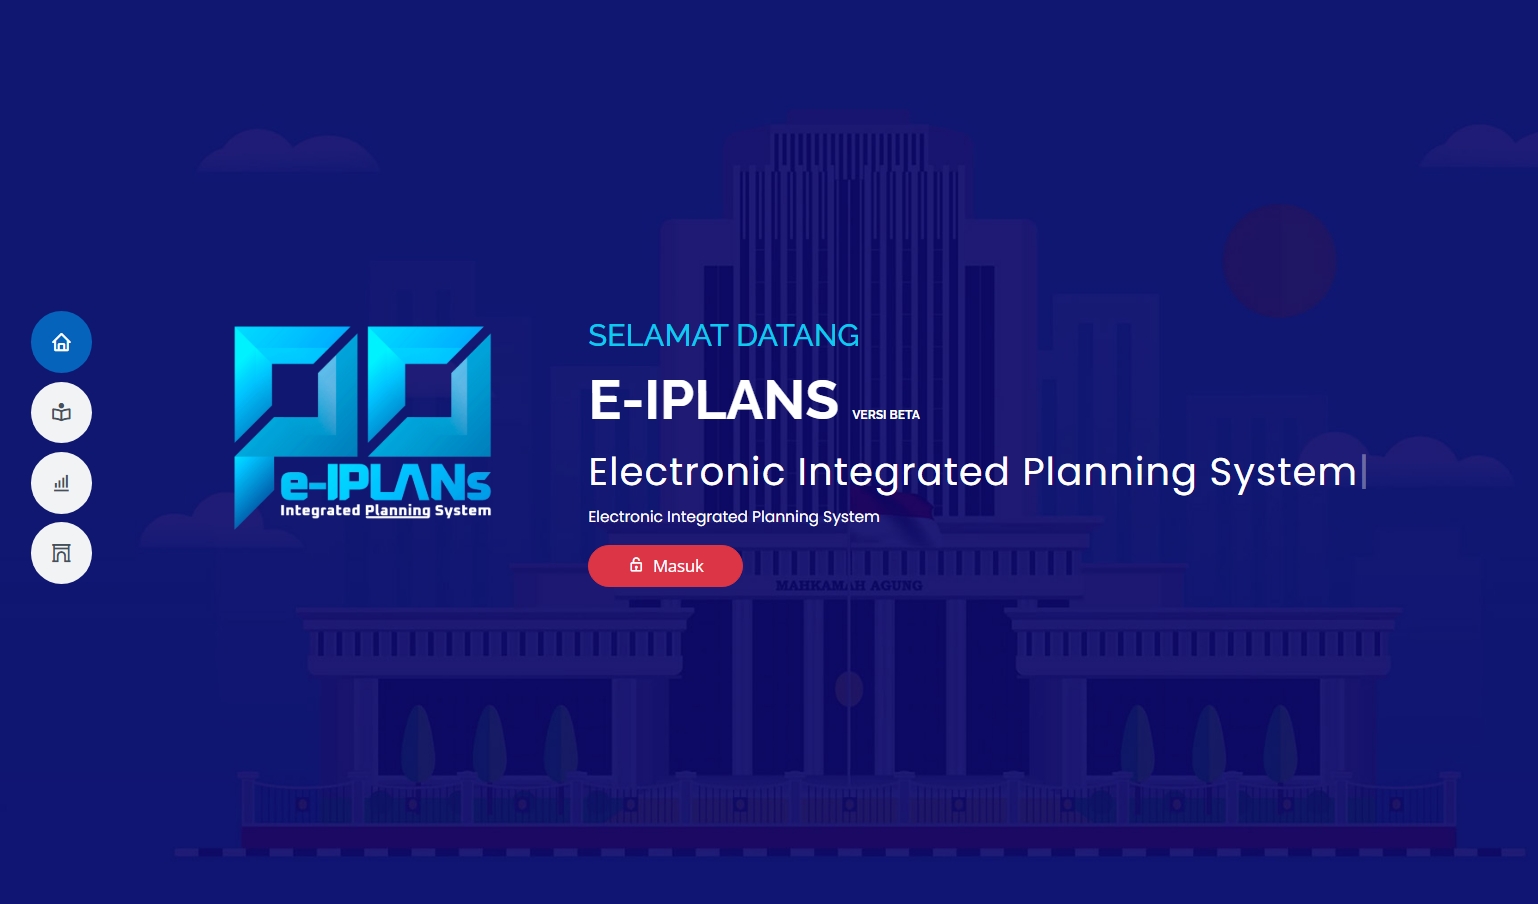 e-IPLANs
Integrated Planning System
SELAMAT DATANG
E-IPLANS VERSI BETA
Electronic Integrated Planning System
Electronic Integrated Planning System
Masuk
MAHKAMAH AGUNG